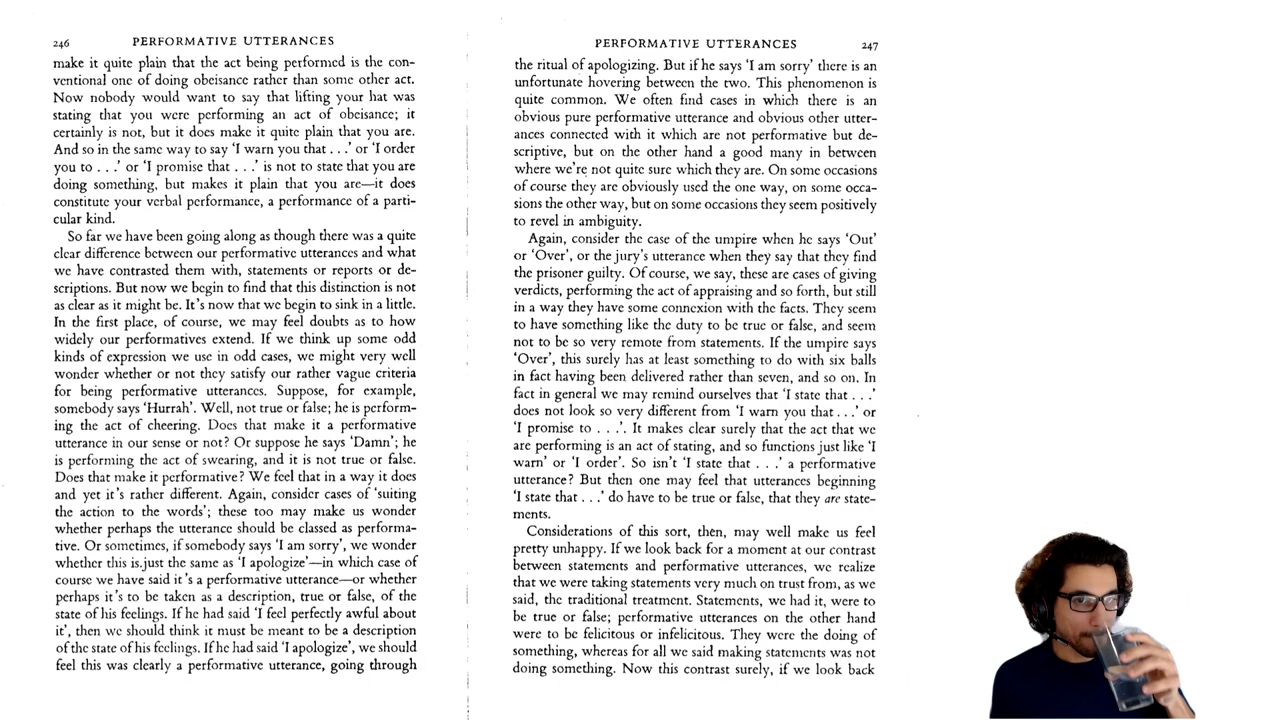 246
PERFORMATIVE UTTERANCES
make it quite plain that the act being performed is the con-
ventional one of doing obeisance rather than some other act.
Now nobody would want to say that lifting your hat was
stating that you were performing an act of obeisance; it
certainly is not, but it does make it quite plain that you are.
And so in the same way to say ‘I warn you that . . .’ or ‘I order
you to . . .’ or ‘I promise that . . .’ is not to state that you are
doing something, but makes it plain that you are—it does
constitute your verbal performance, a performance of a parti-
cular kind.
So far we have been going along as though there was a quite
clear difference between our performative utterances and what
we have contrasted them with, statements or reports or de-
scriptions. But now we begin to find that this distinction is not
as clear as it might be. It’s now that we begin to sink in a little.
In the first place, of course, we may feel doubts as to how
widely our performatives extend. If we think up some odd
kinds of expression we use in odd cases, we might very well
wonder whether or not they satisfy our rather vague criteria
for being performative utterances. Suppose, for example,
somebody says ‘Hurrah’. Well, not true or false; he is perform-
ing the act of cheering. Does that make it a performative
utterance in our sense or not? Or suppose he says ‘Damn’; he
is performing the act of swearing, and it is not true or false.
Does that make it performative? We feel that in a way it does
and yet it’s rather different. Again, consider cases of ‘suiting
the action to the words’; these too may make us wonder
whether perhaps the utterance should be classed as performa-
tive. Or sometimes, if somebody says ‘I am sorry’, we wonder
whether this is just the same as ‘I apologize’—in which case of
course we have said it’s a performative utterance—or whether
perhaps it’s to be taken as a description, true or false, of the
state of his feelings. If he had said ‘I feel perfectly awful about
it’, then we should think it must be meant to be a description
of the state of his feelings. If he had said ‘I apologize’, we should
feel this was clearly a performative utterance, going through
PERFORMATIVE UTTERANCES
247
the ritual of apologizing. But if he says ‘I am sorry’ there is an
unfortunate hovering between the two. This phenomenon is
quite common. We often find cases in which there is an
obvious pure performative utterance and obvious other utter-
ances connected with it which are not performative but de-
scriptive, but on the other hand a good many in between
where we’re not quite sure which they are. On some occasions
of course they are obviously used the one way, on some occa-
sions the other way, but on some occasions they seem positively
to revel in ambiguity.
Again, consider the case of the umpire when he says ‘Out’
or ‘Over’, or the jury’s utterance when they say that they find
the prisoner guilty. Of course, we say, these are cases of giving
verdicts, performing the act of appraising and so forth, but still
in a way they have some connexion with the facts. They seem
to have something like the duty to be true or false, and seem
not to be so very remote from statements. If the umpire says
‘Over’, this surely has at least something to do with six balls
in fact having been delivered rather than seven, and so on. In
fact in general we may remind ourselves that ‘I state that . . .’
does not look so very different from ‘I warn you that . . .’ or
‘I promise to . . .’. It makes clear surely that the act that we
are performing is an act of stating, and so functions just like ‘I
warn’ or ‘I order’. So isn’t ‘I state that . . .’ a performative
utterance? But then one may feel that utterances beginning
‘I state that . . .’ do have to be true or false, that they are state-
ments.
Considerations of this sort, then, may well make us feel
pretty unhappy. If we look back for a moment at our contrast
between statements and performative utterances, we realize
that we were taking statements very much on trust from, as we
said, the traditional treatment. Statements, we had it, were to
be true or false; performative utterances on the other hand
were to be felicitous or infelicitous. They were the doing of
something, whereas for all we said making statements was not
doing something. Now this contrast surely, if we look back